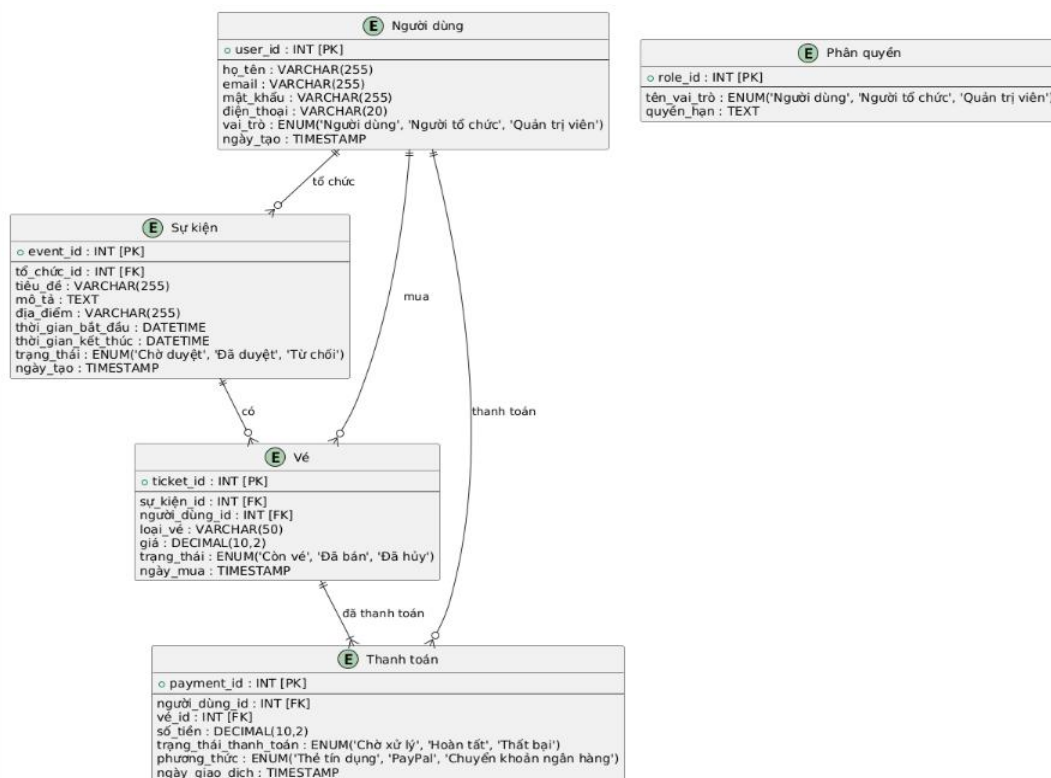 E Người dùng
user_id : INT [PK]
họ_tên : VARCHAR(255)
email : VARCHAR(255)
mật_khẩu : VARCHAR(255)
điện_thoại : VARCHAR(20)
vai_trò : ENUM('Người dùng', 'Người tổ chức', 'Quản trị viên')
ngày_tạo : TIMESTAMP
E Phân quyền
role_id : INT [PK]
tên_vai_trò : ENUM('Người dùng', 'Người tổ chức', 'Quản trị viên')
quyền_hạn : TEXT
tổ chức
E Sự kiện
event_id : INT [PK]
tổ_chức_id : INT [FK]
tiêu_đề : VARCHAR(255)
mô_tả : TEXT
địa_điểm : VARCHAR(255)
thời_gian_bắt_đầu : DATETIME
thời_gian_kết_thúc : DATETIME
trạng_thái : ENUM('Chờ duyệt', 'Đã duyệt', 'Từ chối')
ngày_tạo : TIMESTAMP
mua
có
thanh toán
E Vé
ticket_id : INT [PK]
sự_kiện_id : INT [FK]
người_dùng_id : INT [FK]
loại_vé : VARCHAR(50)
giá : DECIMAL(10,2)
trạng_thái : ENUM('Còn vé', 'Đã bán', 'Đã hủy')
ngày_mua : TIMESTAMP
đã thanh toán
E Thanh toán
payment_id : INT [PK]
người_dùng_id : INT [FK]
vé_id : INT [FK]
số_tiền : DECIMAL(10,2)
trạng_thái_thanh_toán : ENUM('Chờ xử lý', 'Hoàn tất', 'Thất bại')
phương_thức : ENUM('Thẻ tín dụng', 'PayPal', 'Chuyển khoản ngân hàng')
ngày_giao_dịch : TIMESTAMP